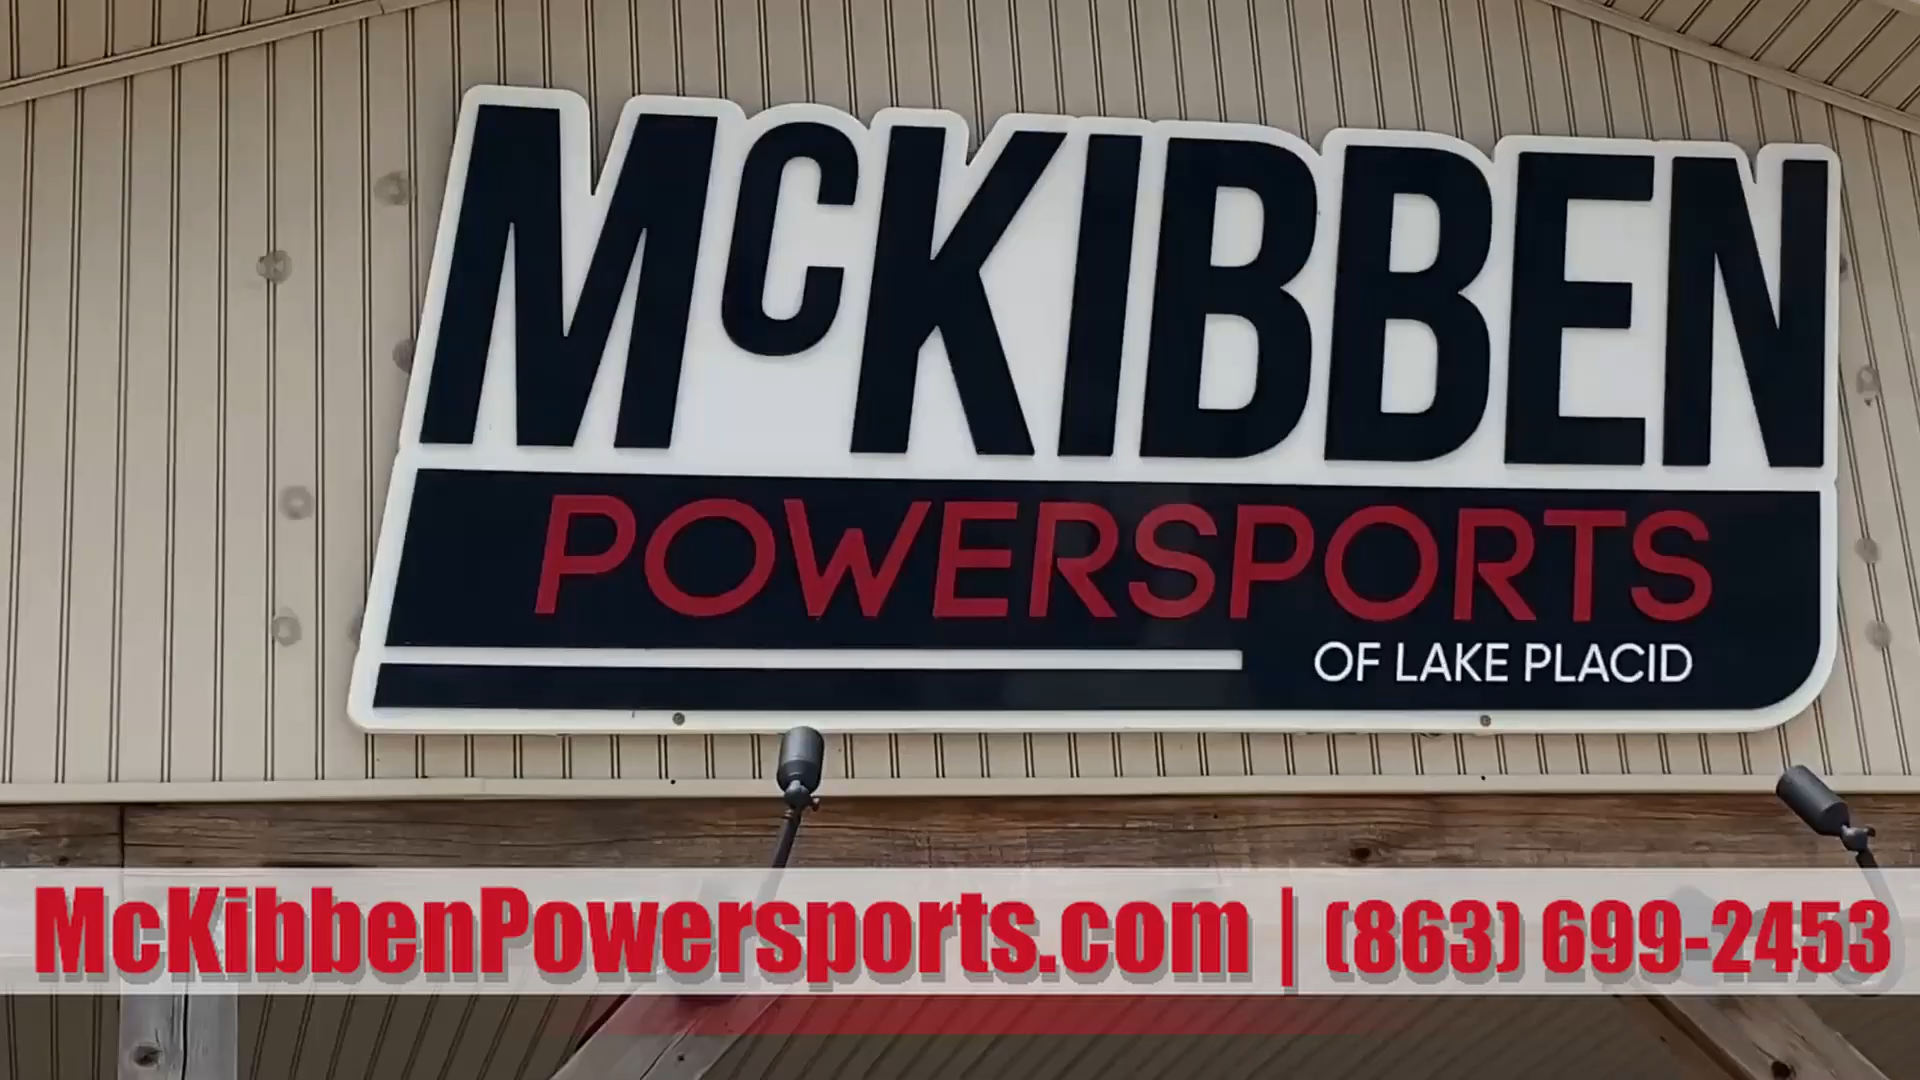 McKIBBEN
POWERSPORTS
OF LAKE PLACID
McKibbenPowersports.com | (863) 699-2453